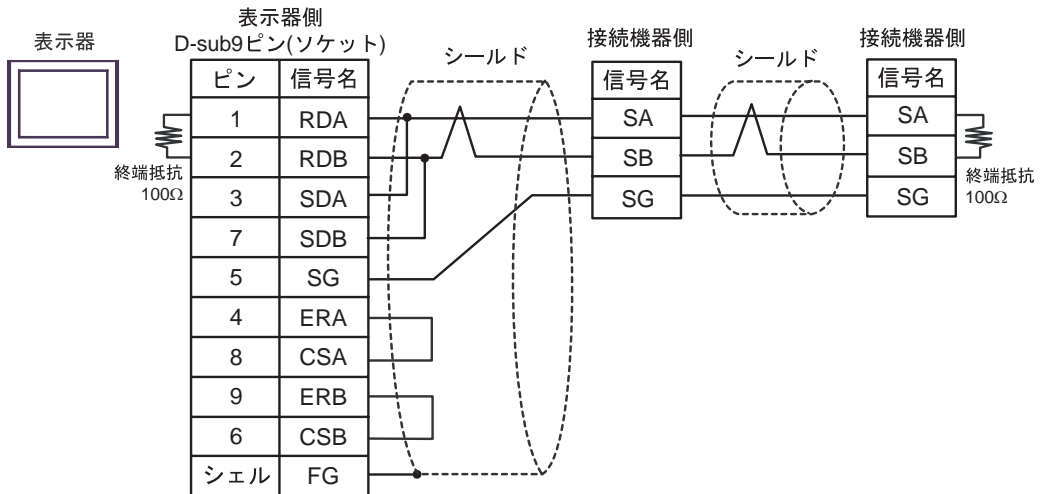 表示器
表示器側
D-sub9ピン(ソケット)
ピン 信号名
1 RDA
2 RDB
3 SDA
7 SDB
5 SG
4 ERA
8 CSA
9 ERB
6 CSB
シェル FG
終端抵抗
100Ω
シールド
接続機器側
信号名
SA
SB
SG
シールド
接続機器側
信号名
SA
SB
SG
終端抵抗
100Ω